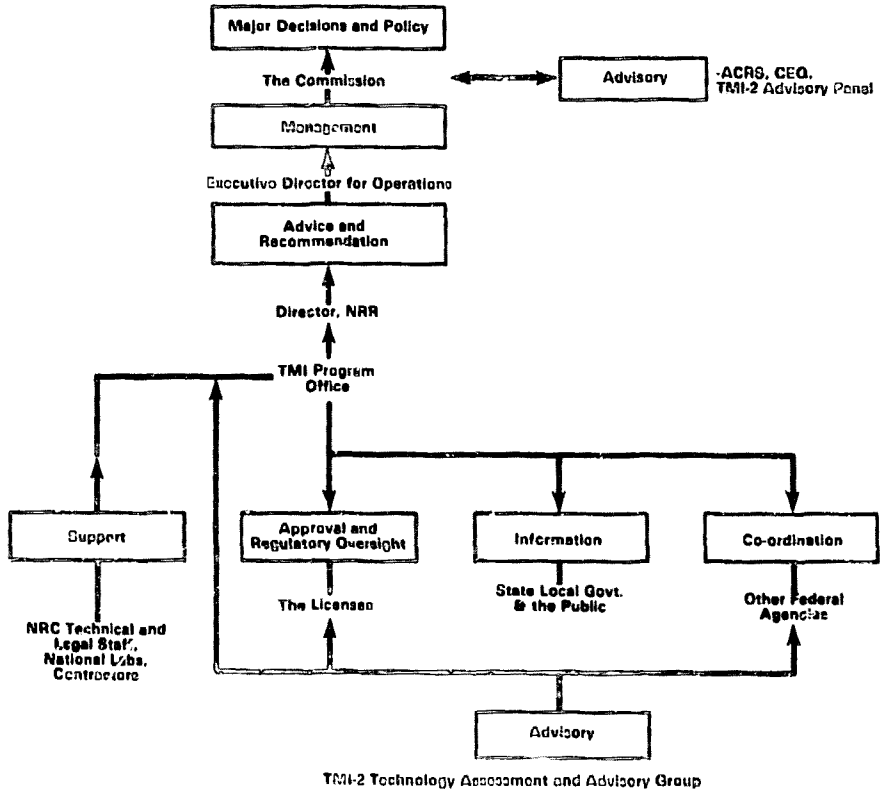 Major Decisions and Policy
The Commission
Advisory
-ACRS, CEQ,
TMI-2 Advisory Panel
Management
Executive Director for Operations
Advice and
Recommendation
Director, NRR
TMI Program
Office
Support
Approval and
Regulatory Oversight
Information
Co-ordination
The Licensee
State Local Govt.
& the Public
Other Federal
Agencies
NRC Technical and
Legal Staff,
National Labs,
Contractors
Advisory
TMI-2 Technology Assessment and Advisory Group